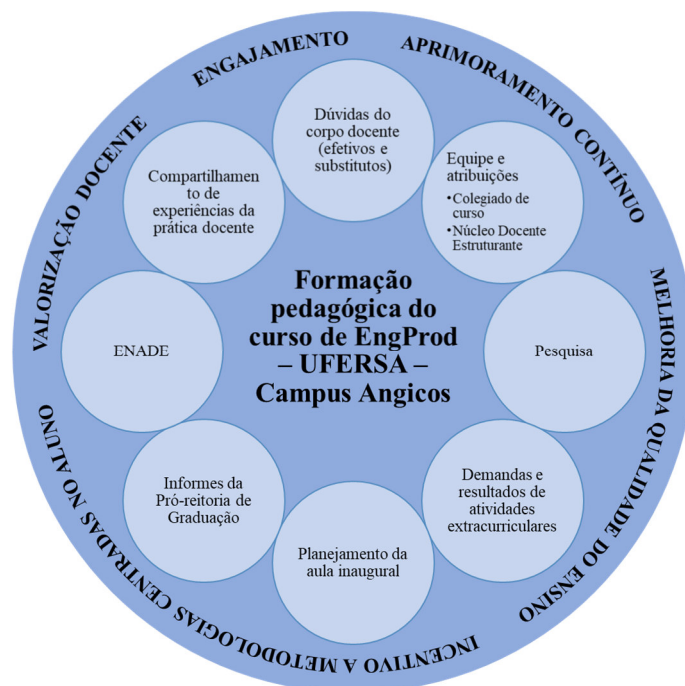 ENGAJAMENTO
APRIMORAMENTO CONTÍNUO
MELHORIA DA QUALIDADE DO ENSINO
INCENTIVO A METODOLOGIAS CENTRADAS NO ALUNO
VALORIZAÇÃO DOCENTE
Dúvidas do
corpo docente
(efetivos e
substitutos)
Equipe e
atribuições
•Colegiado de
curso
•Núcleo Docente
Estruturante
Pesquisa
Demandas e
resultados de
atividades
extracurriculares
Planejamento da
aula inaugural
Informes da
Pró-reitoria de
Graduação
ENADE
Compartilhamen
to de
experiências da
prática docente
Formação
pedagógica do
curso de EngProd
– UFERSA –
Campus Angicos